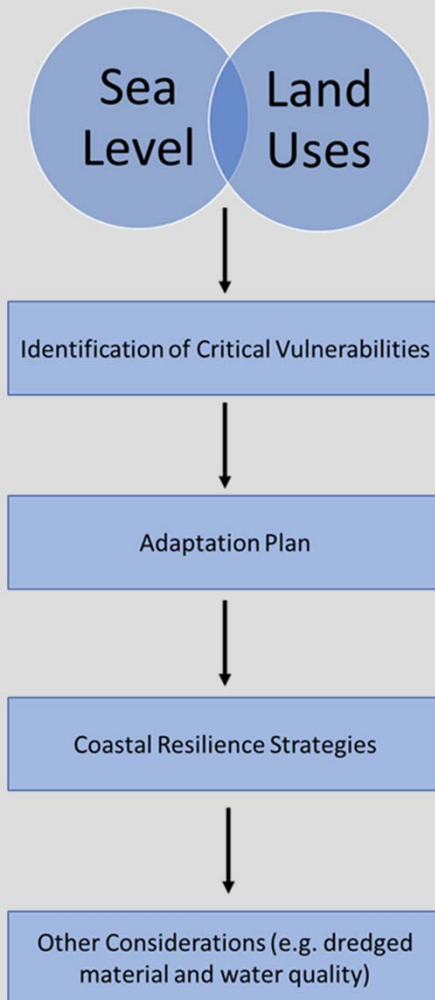 Sea
Level
Land
Uses
Identification of Critical Vulnerabilities
Adaptation Plan
Coastal Resilience Strategies
Other Considerations (e.g. dredged
material and water quality)